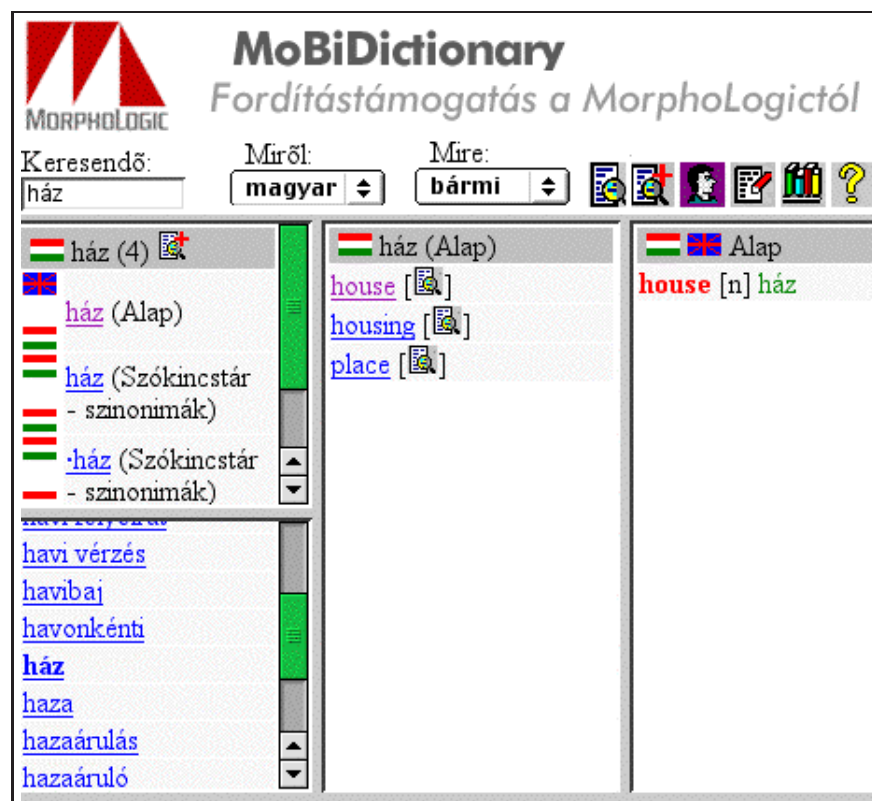 MoBiDictionary
Fordítástámogatás a MorphoLogictól
MORPHOLOGIC
Keresendő:
Miről:
Mire:
ház
magyar
bármi
ház (4)
ház (Alap)
ház (Szókincstár
- szinonimák)
·ház (Szókincstár
- szinonimák)
havi
havi vérzés
havibaj
havonkénti
ház
haza
hazaárulás
hazaáruló
ház (Alap)
house []
housing []
place []
Alap
house [n] ház